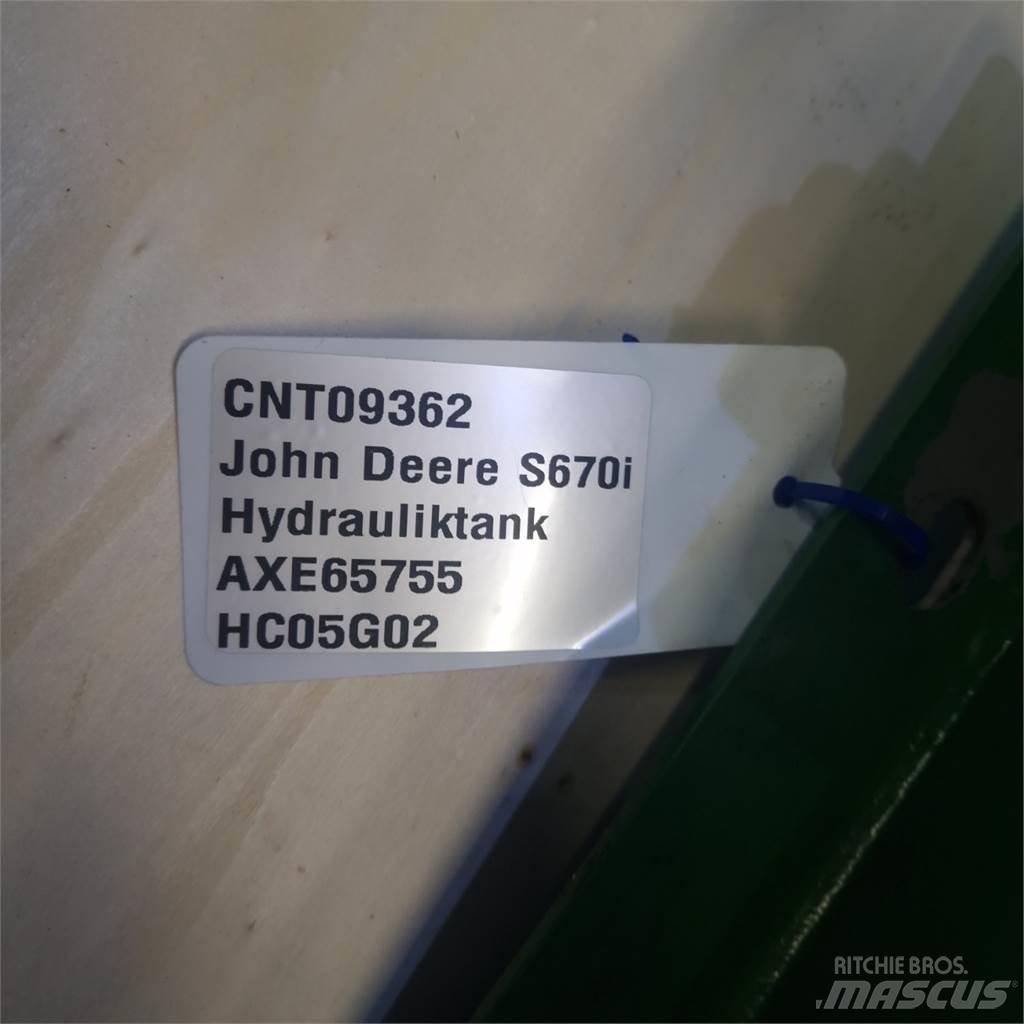 CNT09362
John Deere S670i
Hydrauliktank
AXE65755
HC05G02
RITCHIE BROS.
MASCUS